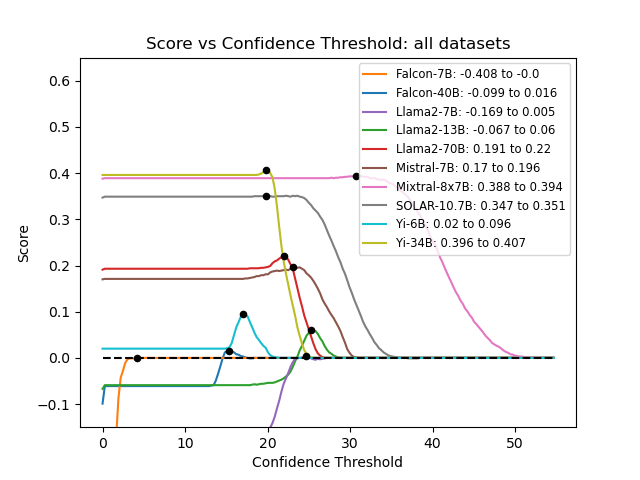 Score vs Confidence Threshold: all datasets
Score
0.6
0.5
0.4
0.3
0.2
0.1
0.0
−0.1
Falcon-7B: -0.408 to -0.0
Falcon-40B: -0.099 to 0.016
Llama2-7B: -0.169 to 0.005
Llama2-13B: -0.067 to 0.06
Llama2-70B: 0.191 to 0.22
Mistral-7B: 0.17 to 0.196
Mixtral-8x7B: 0.388 to 0.394
SOLAR-10.7B: 0.347 to 0.351
Yi-6B: 0.02 to 0.096
Yi-34B: 0.396 to 0.407
0 10 20 30 40 50
Confidence Threshold